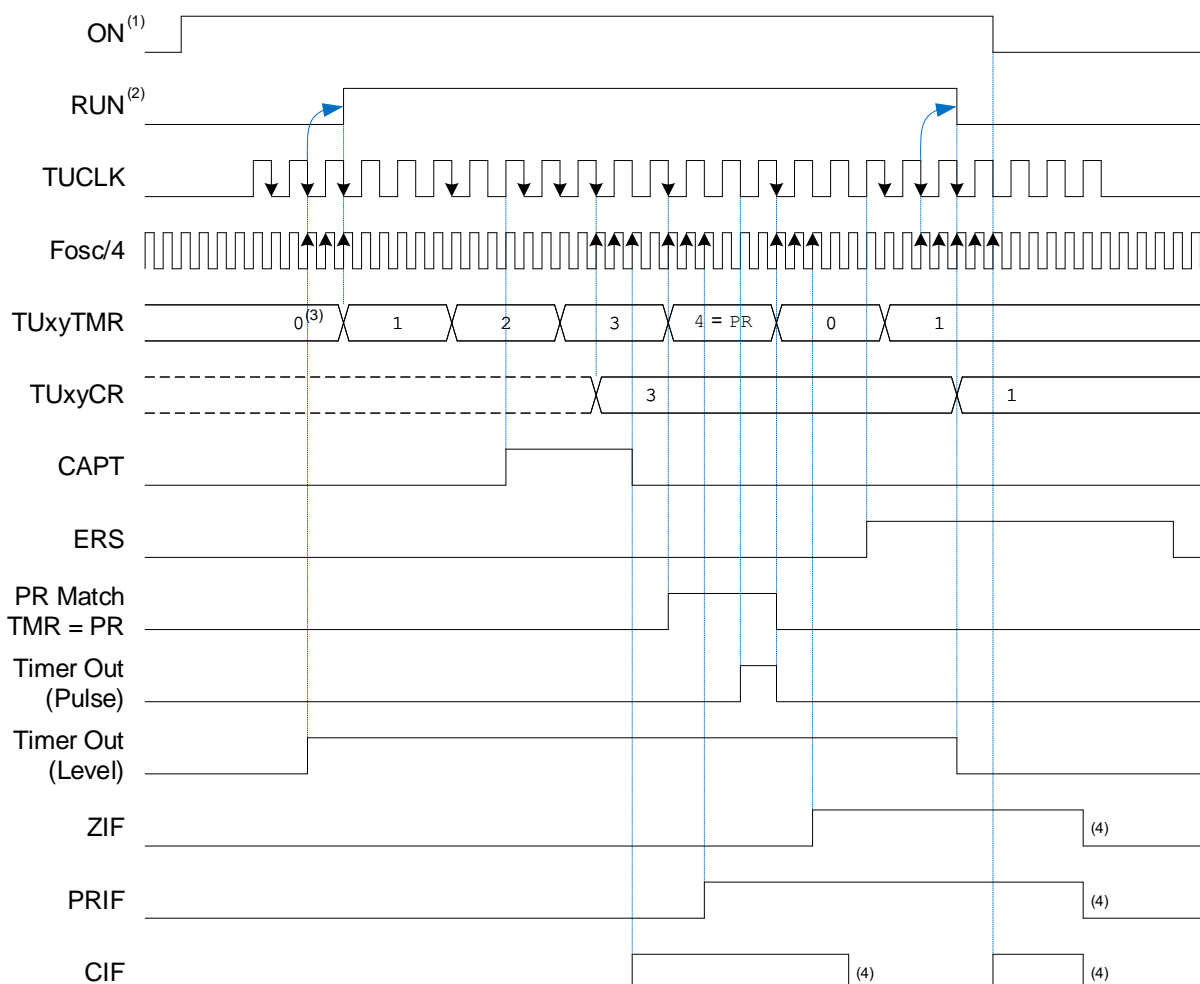 ON(1)
RUN(2)
TUCLK
Fosc/4
TUxyTMR 0(3) 1 2 3 4 = PR 0 1
TUxyCR 3 1
CAPT
ERS
PR Match
TMR = PR
Timer Out
(Pulse)
Timer Out
(Level)
ZIF (4)
PRIF (4)
CIF (4) (4)